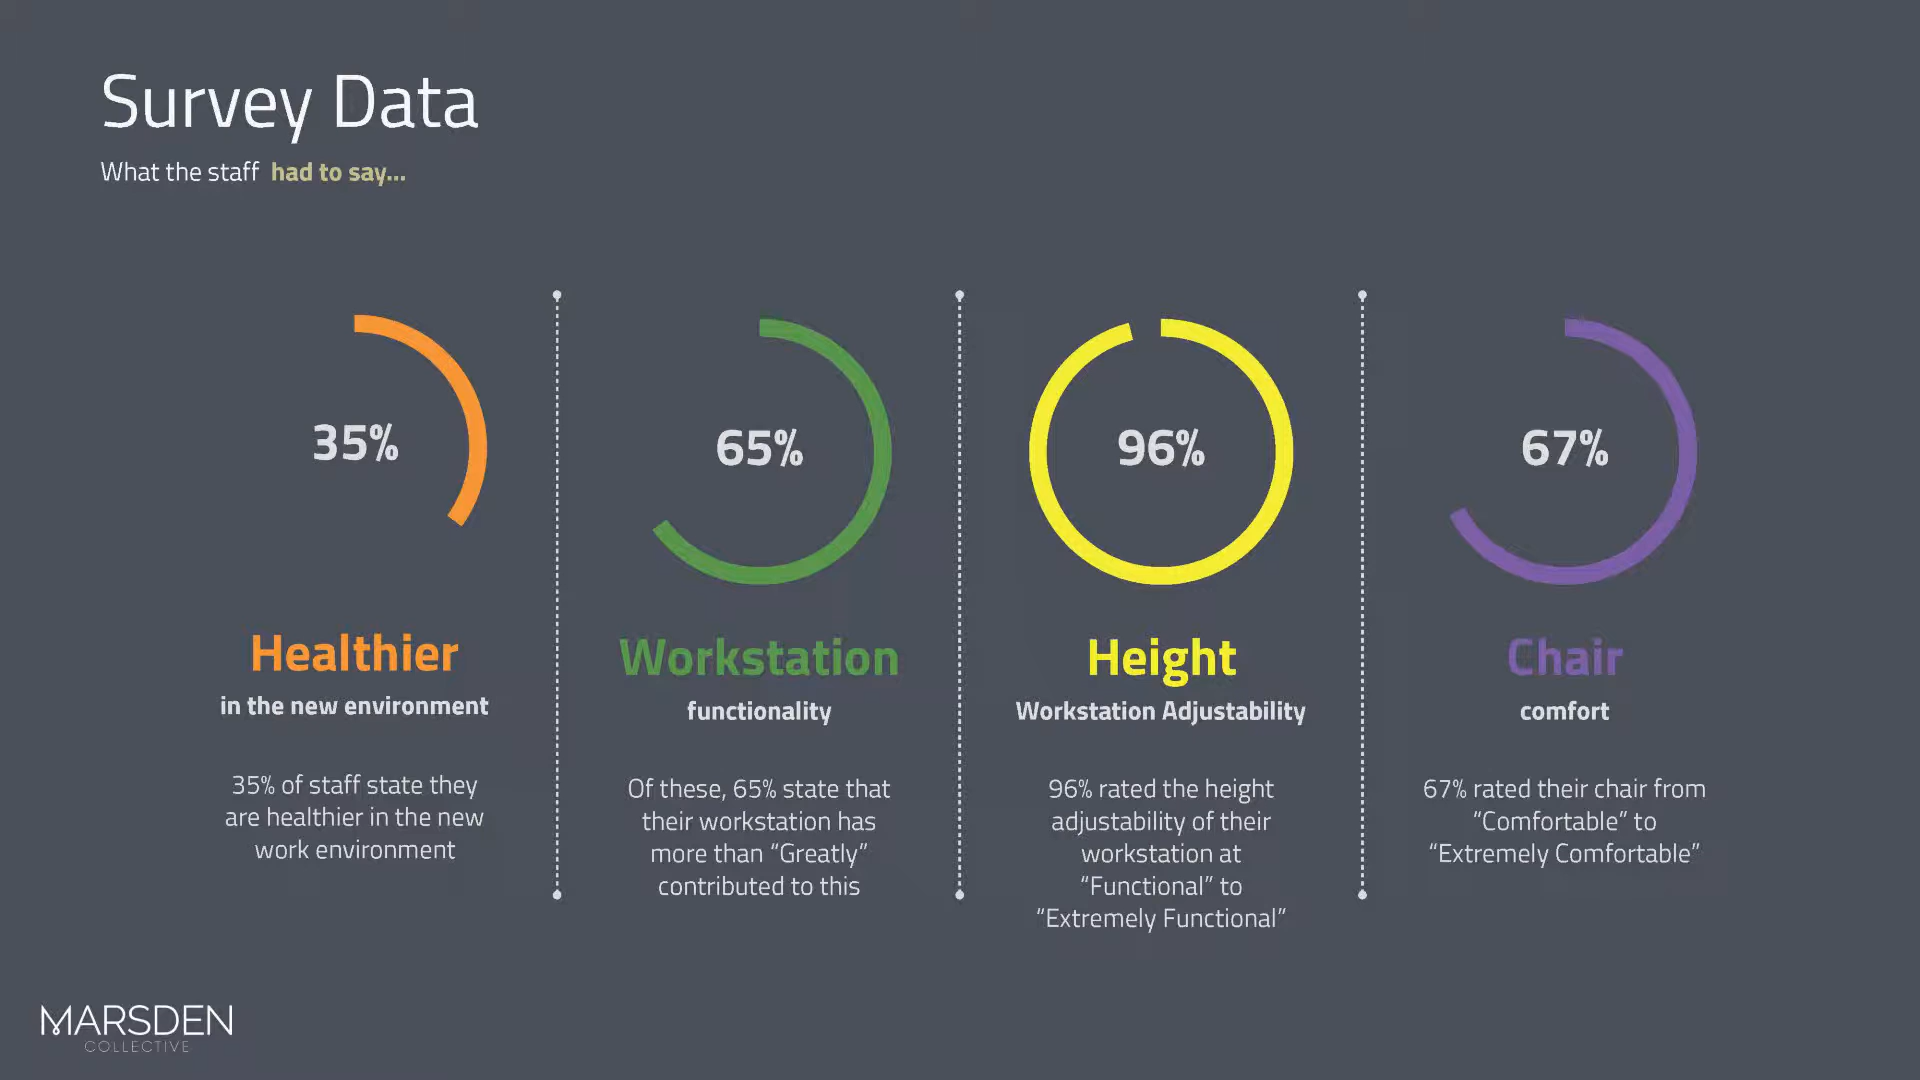 Survey Data
What the staff had to say...
35%
Healthier
in the new environment
35% of staff state they
are healthier in the new
work environment
65%
Workstation
functionality
Of these, 65% state that
their workstation has
more than “Greatly”
contributed to this
96%
Height
Workstation Adjustability
96% rated the height
adjustability of their
workstation at
“Functional” to
“Extremely Functional”
67%
Chair
comfort
67% rated their chair from
“Comfortable” to
“Extremely Comfortable”
MARSDEN
COLLECTIVE